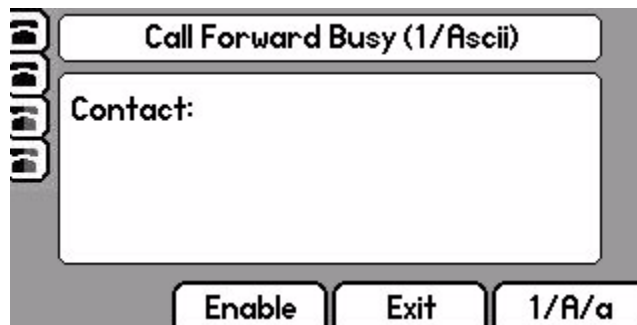 Call Forward Busy (1/Ascii)
Contact:
Enable Exit 1/A/a